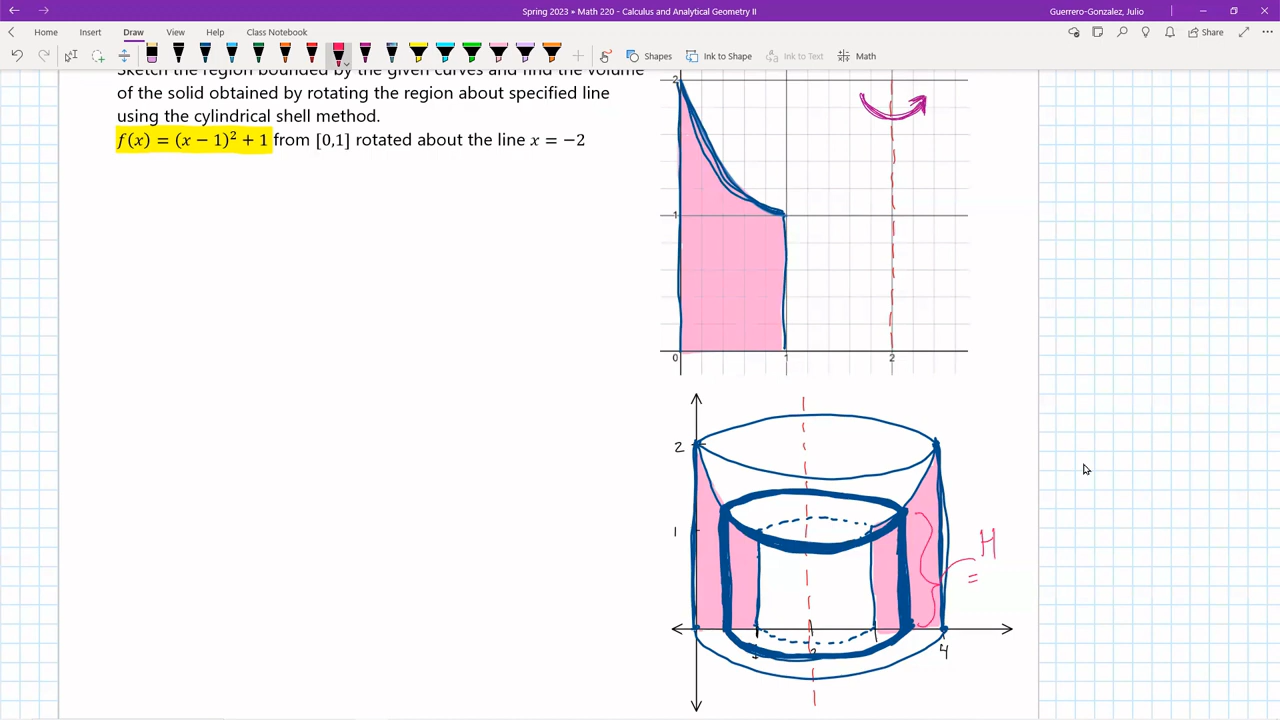 Spring 2023 » Math 220 - Calculus and Analytical Geometry II
Guerrero-Gonzalez, Julio
Home Insert Draw View Help Class Notebook
Share
Shapes Ink to Shape Ink to Text Math
Sketch the region bounded by the given curves and find the volume
of the solid obtained by rotating the region about specified line
using the cylindrical shell method.
f(x) = (x − 1)² + 1 from [0,1] rotated about the line x = −2
2
1
0 1 2
2
1
H
=
1 2 4